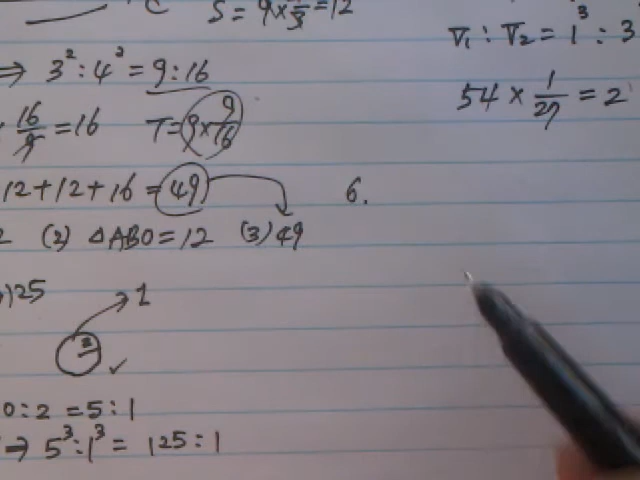 C S = 9 × 4/3 = 12
⇒ 3² : 4² = 9 : 16
16/9 = 16 T = 9 × 9/16
12 + 12 + 16 = 49
2 (2) △ABO = 12 (3) 49
125
1
0 : 2 = 5 : 1
⇒ 5³ : 1³ = 125 : 1
V₁ : V₂ = 1³ : 3
54 × 1/27 = 2
6.